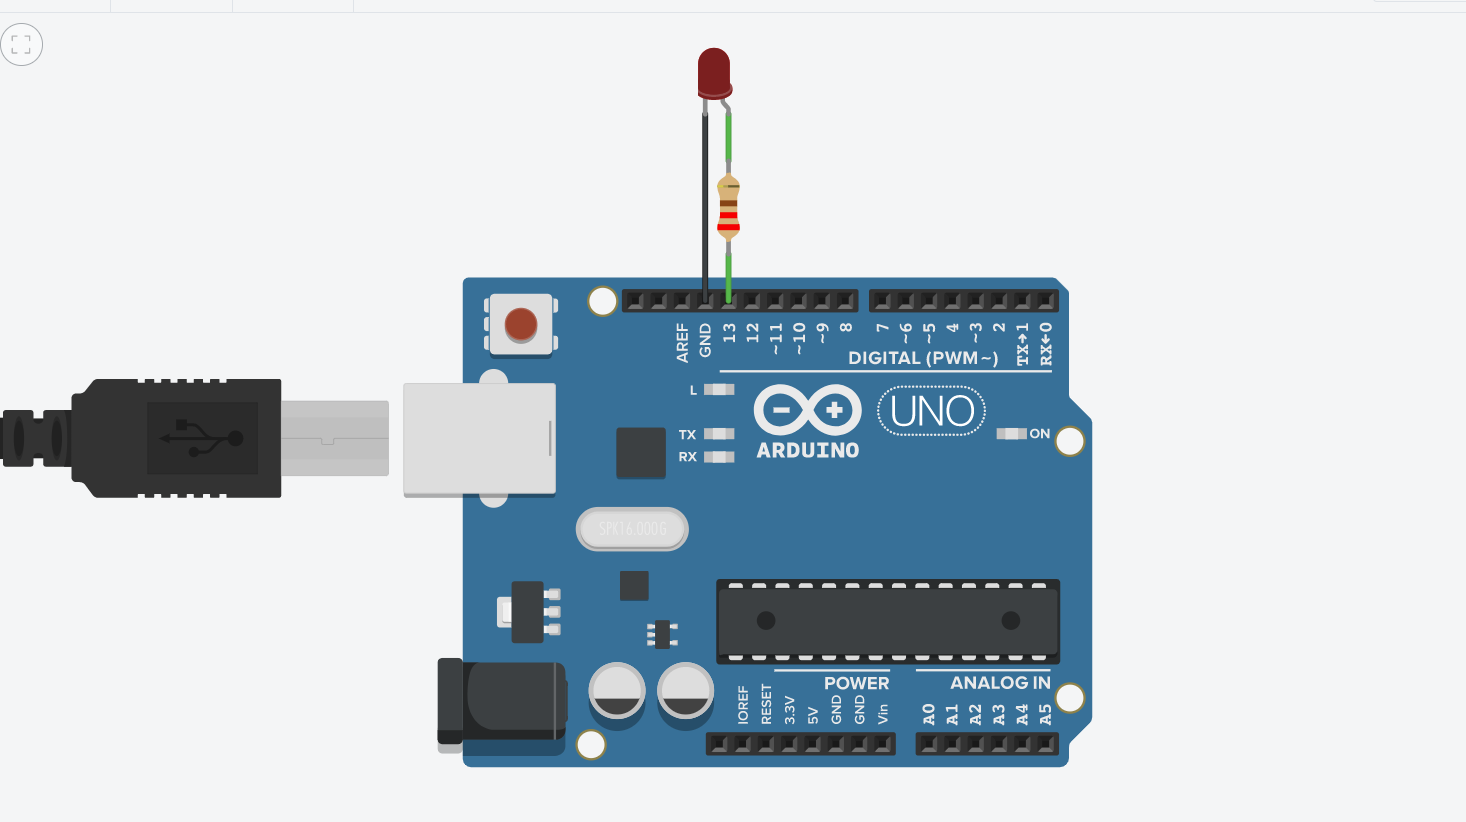 AREF
GND
13
12
~11
~10
~9
8
7
~6
~5
4
~3
2
TX→1
RX←0
DIGITAL (PWM~)
L
TX
RX
ARDUINO
UNO
ON
SPK16.000G
POWER
ANALOG IN
IOREF
RESET
3.3V
5V
GND
GND
Vin
A0
A1
A2
A3
A4
A5